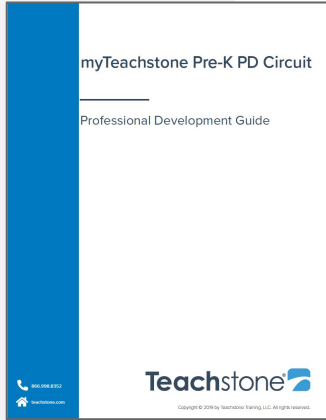 myTeachstone Pre-K PD Circuit
Professional Development Guide
866.998.8352
teachstone.com
Teachstone®
Copyright © 2019 by Teachstone Training, LLC. All rights reserved.